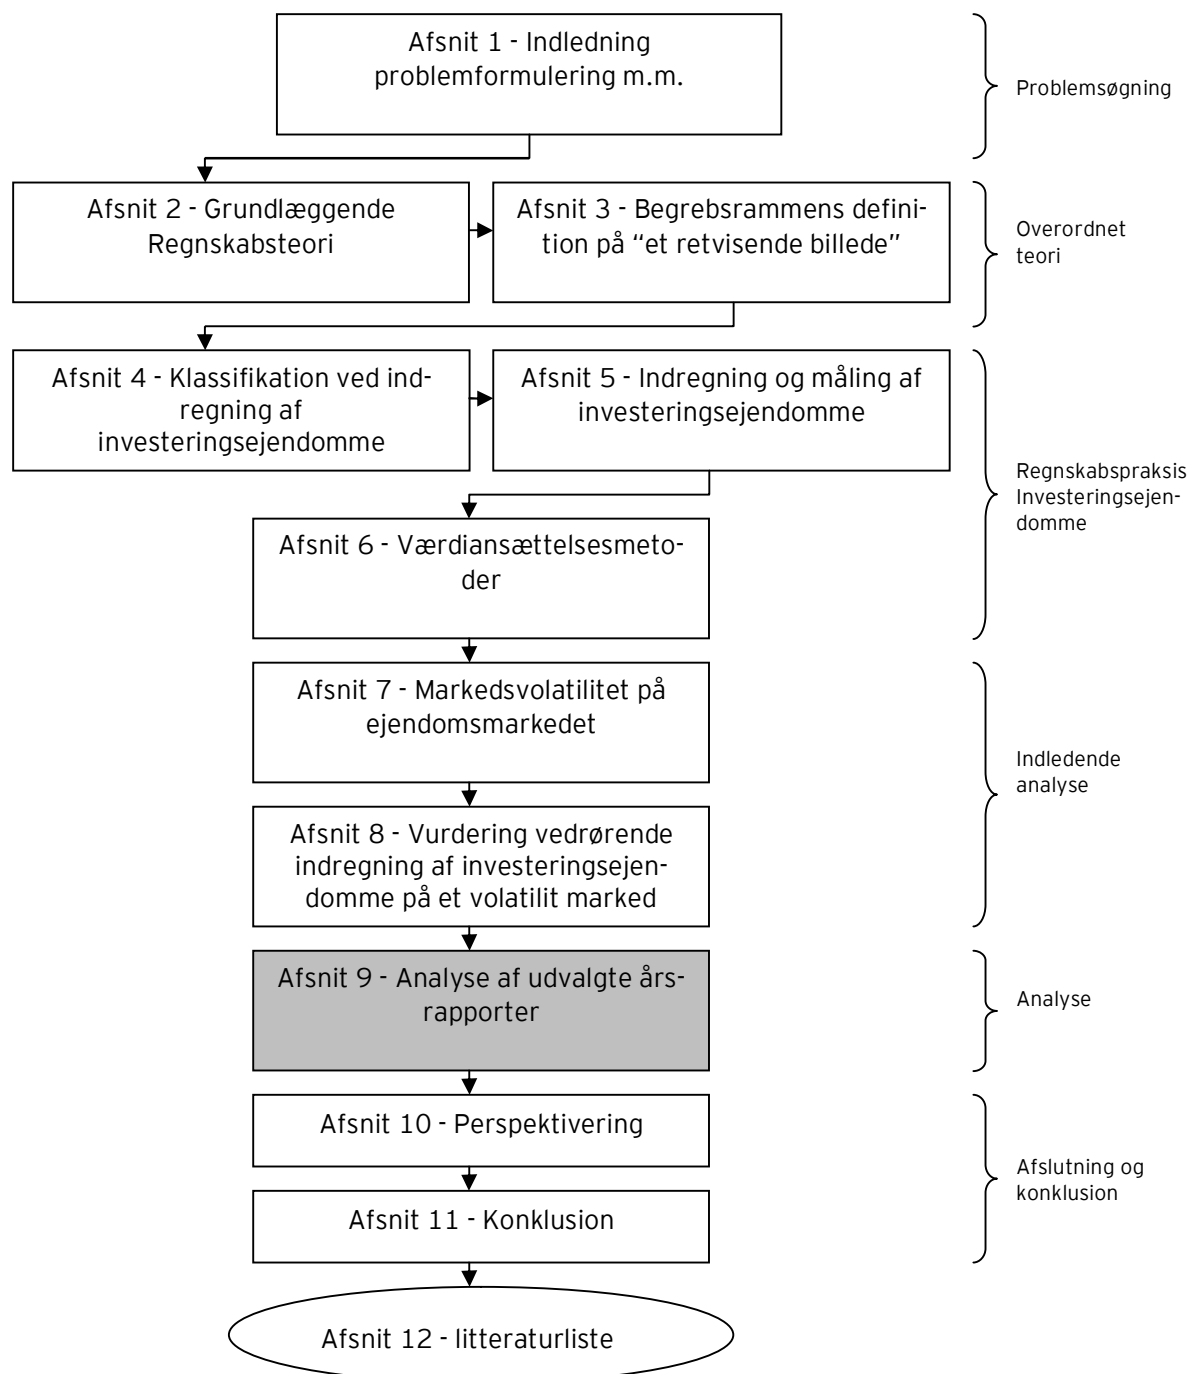 Afsnit 1 - Indledning
problemformulering m.m.
Problemsøgning
Afsnit 2 - Grundlæggende
Regnskabsteori
Afsnit 3 - Begrebsrammens defini-
tion på “et retvisende billede”
Overordnet
teori
Afsnit 4 - Klassifikation ved ind-
regning af
investeringsejendomme
Afsnit 5 - Indregning og måling af
investeringsejendomme
Regnskabspraksis
Investeringsejen-
domme
Afsnit 6 - Værdiansættelsesmeto-
der
Afsnit 7 - Markedsvolatilitet på
ejendomsmarkedet
Indledende
analyse
Afsnit 8 - Vurdering vedrørende
indregning af investeringsejen-
domme på et volatilit marked
Afsnit 9 - Analyse af udvalgte års-
rapporter
Analyse
Afsnit 10 - Perspektivering
Afslutning og
konklusion
Afsnit 11 - Konklusion
Afsnit 12 - litteraturliste